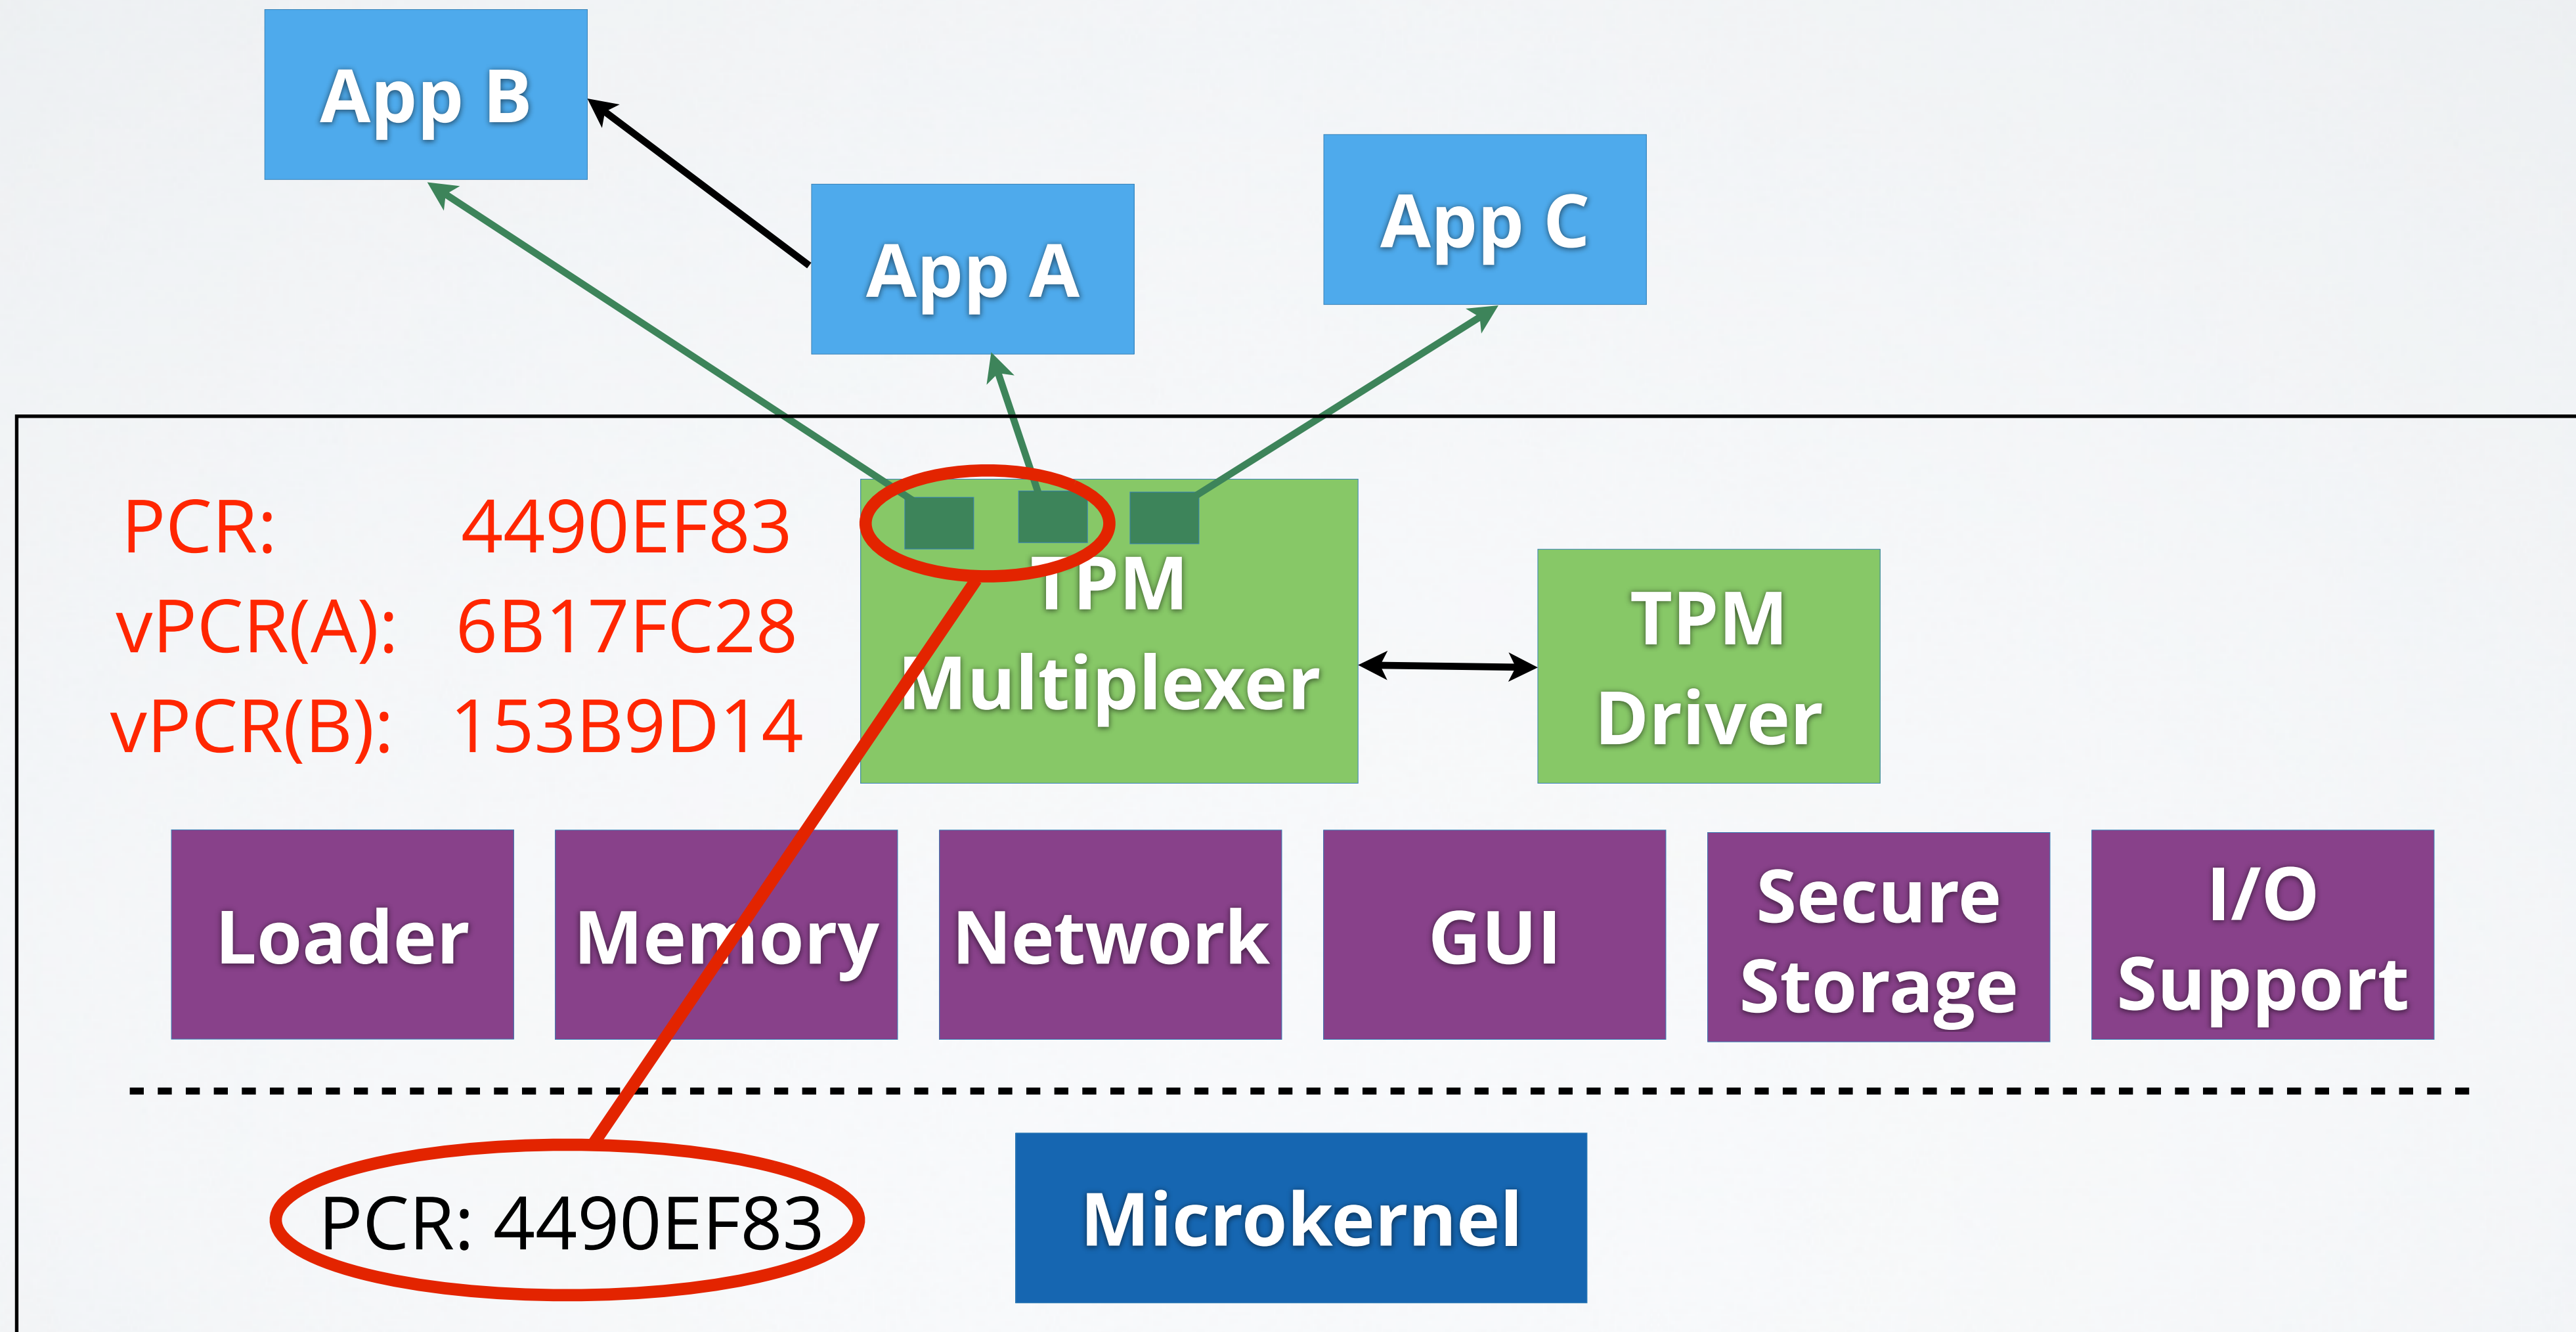 App B
App A
App C
PCR: 4490EF83
vPCR(A): 6B17FC28
vPCR(B): 153B9D14
TPM
Multiplexer
TPM
Driver
Loader
Memory
Network
GUI
Secure
Storage
I/O
Support
PCR: 4490EF83
Microkernel